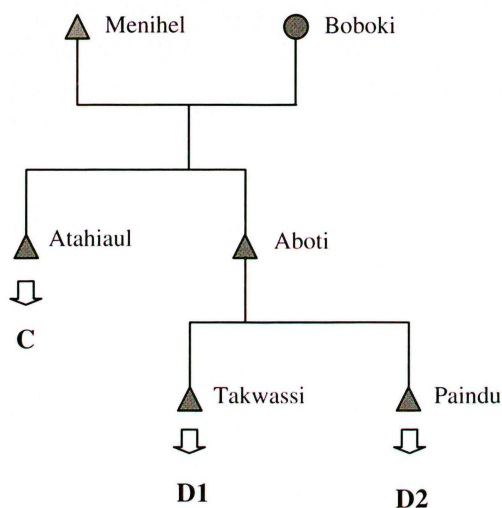 Menihel Boboki
Atahiaul Aboti
C
Takwassi Paindu
D1 D2